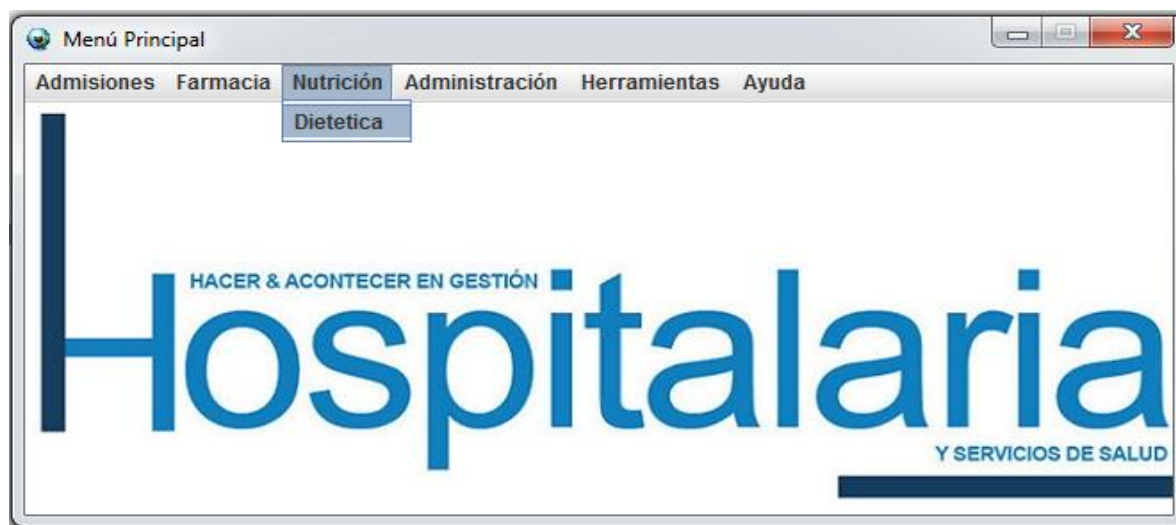 Menú Principal
Admisiones Farmacia Nutrición Administración Herramientas Ayuda
Dietetica
HACER & ACONTECER EN GESTIÓN
Hospitalaria
Y SERVICIOS DE SALUD